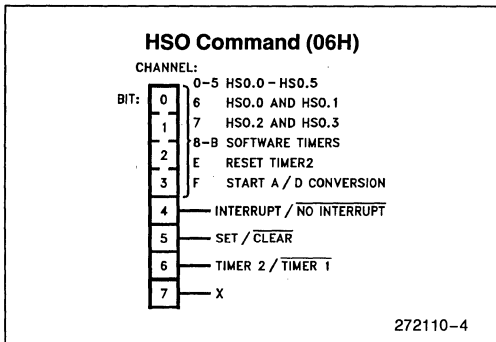 HSO Command (06H)
CHANNEL:
0-5 HSO.0 – HSO.5
BIT: 0
6 HSO.0 AND HSO.1
1
7 HSO.2 AND HSO.3
8-B SOFTWARE TIMERS
2
E RESET TIMER2
3
F START A / D CONVERSION
4 INTERRUPT / NO INTERRUPT
5 SET / CLEAR
6 TIMER 2 / TIMER 1
7 X
272110–4